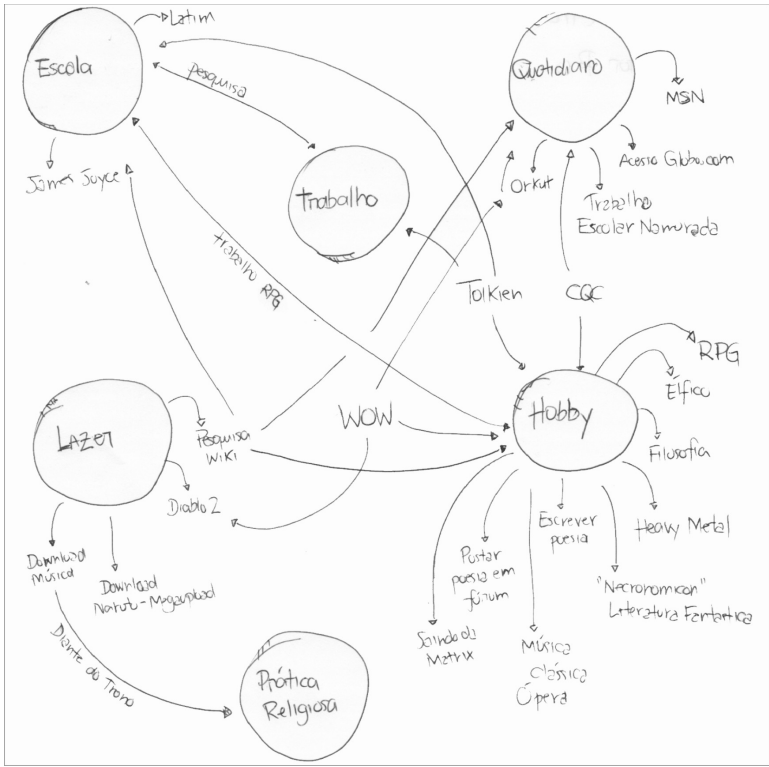 Latim
Escola
pesquisa
James Joyce
Trabalho
Quotidiano
MSN
Acesso Globo.com
Orkut
Trabalho
Escolar Namorada
trabalho RPG
Tolkien
CQC
RPG
Élfico
Hobby
Filosofia
Heavy Metal
"Necronomicon"
Literatura Fantástica
Escrever
poesia
Postar
poesia em
fórum
Música
Clássica
Ópera
Saindo da
Matrix
WOW
Lazer
Pesquisa
Wiki
Diablo 2
Download
Música
Download
Naruto-Megaupload
Diante do Trono
Prática
Religiosa